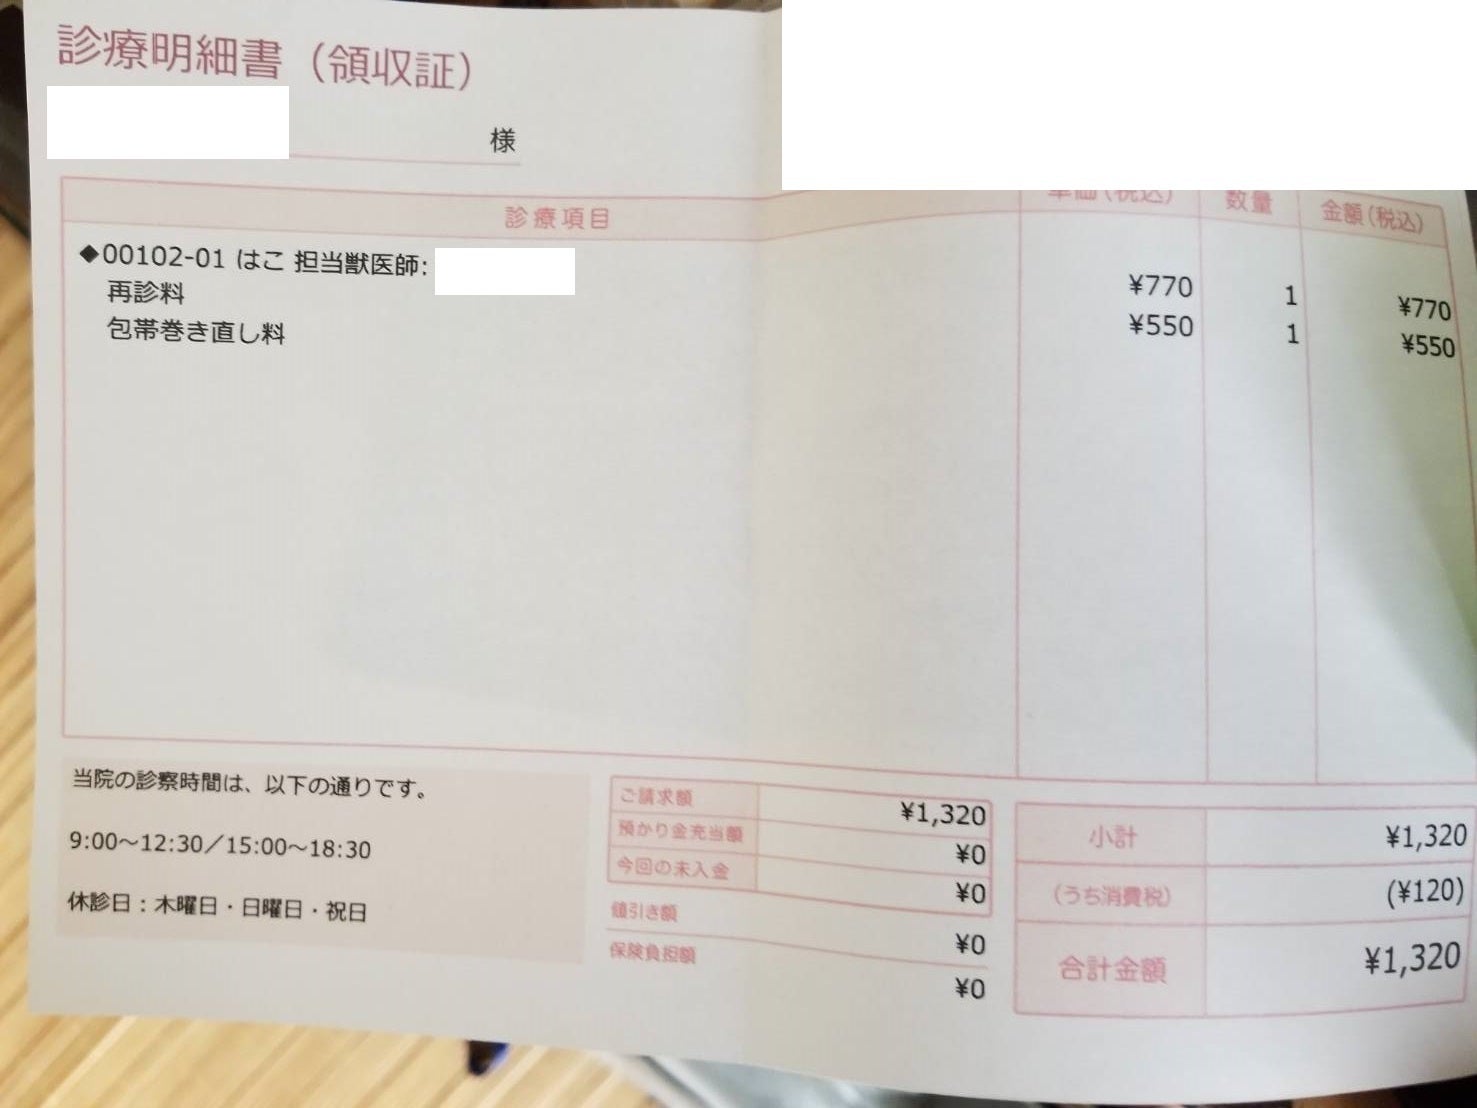 診療明細書（領収証）
様
診療項目 単価(税込) 数量 金額(税込)
◆00102-01 はこ 担当獣医師:
再診料 ¥770 1 ¥770
包帯巻き直し料 ¥550 1 ¥550
当院の診察時間は、以下の通りです。
9:00～12:30／15:00～18:30
休診日：木曜日・日曜日・祝日
ご請求額 ¥1,320
預かり金充当額 ¥0
今回の未入金 ¥0
値引き額 ¥0
保険負担額 ¥0
小計 ¥1,320
(うち消費税) (¥120)
合計金額 ¥1,320